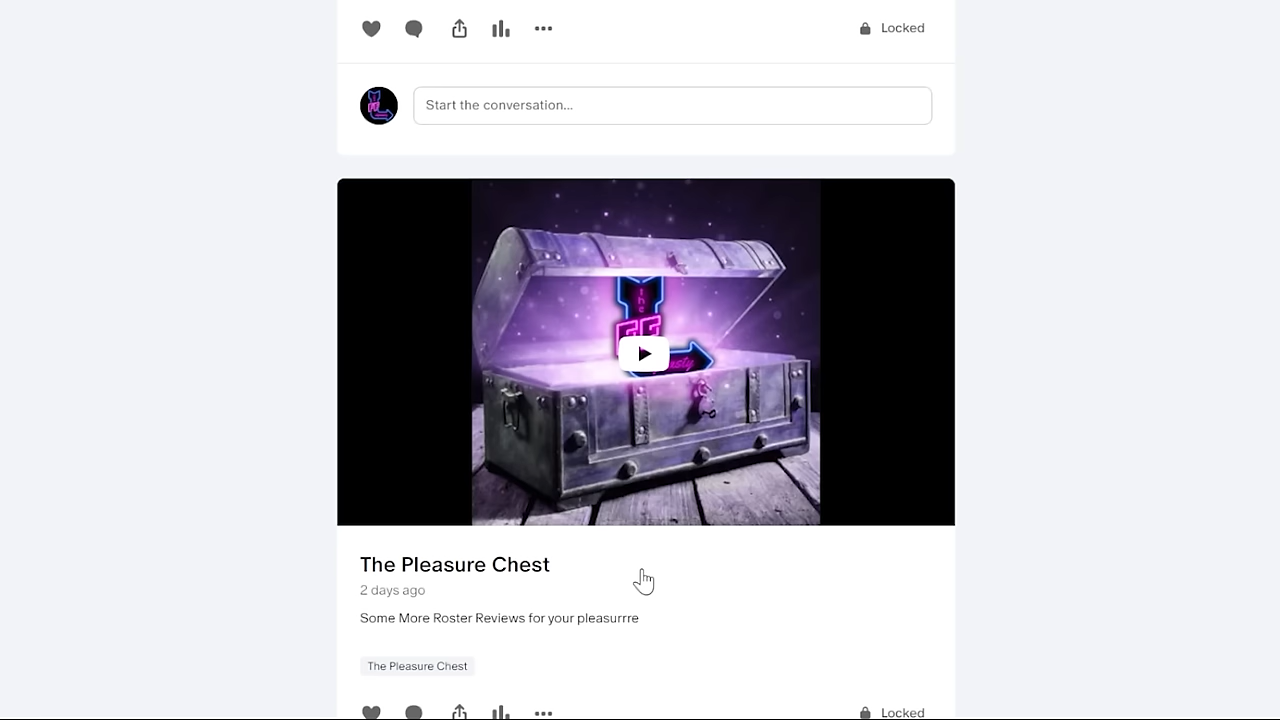 Locked
Start the conversation...
the
The Pleasure Chest
2 days ago
Some More Roster Reviews for your pleasurrre
The Pleasure Chest
Locked